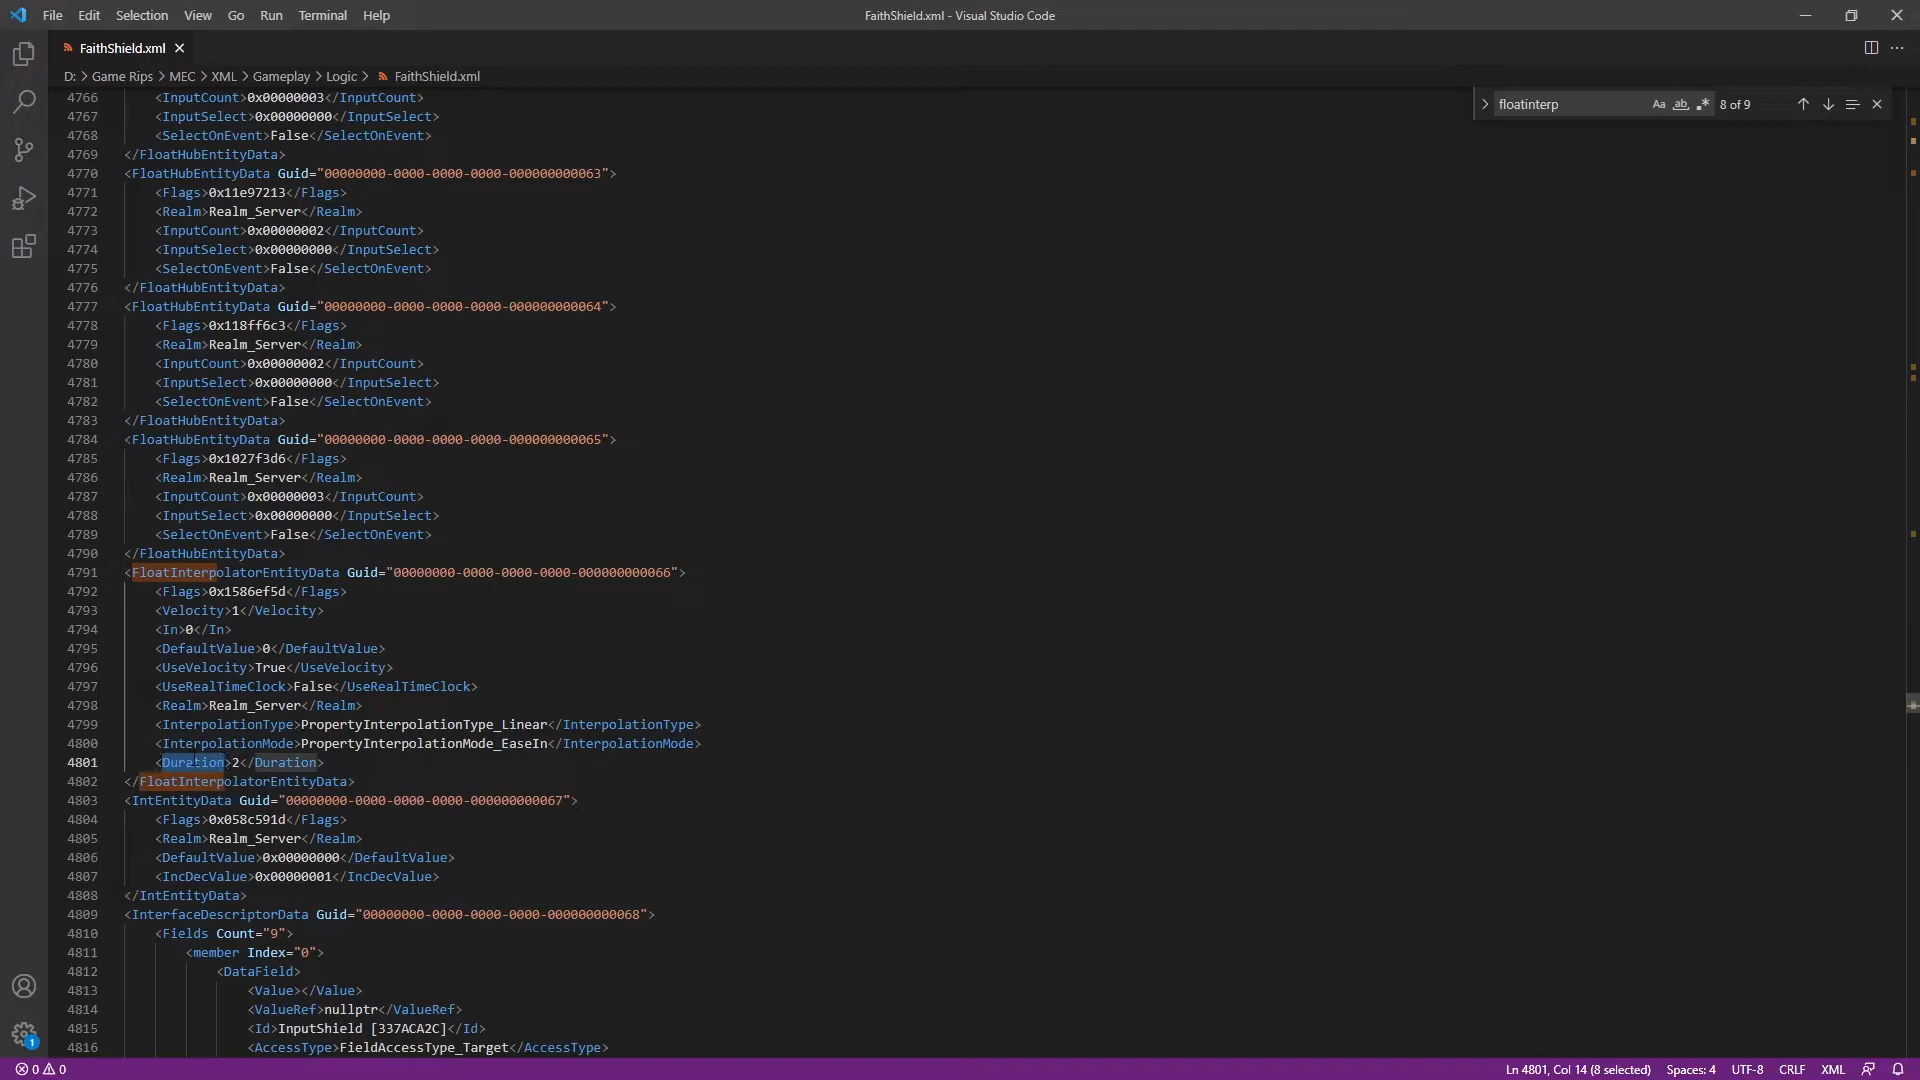 File Edit Selection View Go Run Terminal Help
FaithShield.xml - Visual Studio Code
FaithShield.xml
D: > Game Rips > MEC > XML > Gameplay > Logic > FaithShield.xml
floatinterp Aa ab 8 of 9
4766 <InputCount>0x00000003</InputCount>
4767 <InputSelect>0x00000000</InputSelect>
4768 <SelectOnEvent>False</SelectOnEvent>
4769 </FloatHubEntityData>
4770 <FloatHubEntityData Guid="00000000-0000-0000-0000-000000000063">
4771 <Flags>0x11e97213</Flags>
4772 <Realm>Realm_Server</Realm>
4773 <InputCount>0x00000002</InputCount>
4774 <InputSelect>0x00000000</InputSelect>
4775 <SelectOnEvent>False</SelectOnEvent>
4776 </FloatHubEntityData>
4777 <FloatHubEntityData Guid="00000000-0000-0000-0000-000000000064">
4778 <Flags>0x118ff6c3</Flags>
4779 <Realm>Realm_Server</Realm>
4780 <InputCount>0x00000002</InputCount>
4781 <InputSelect>0x00000000</InputSelect>
4782 <SelectOnEvent>False</SelectOnEvent>
4783 </FloatHubEntityData>
4784 <FloatHubEntityData Guid="00000000-0000-0000-0000-000000000065">
4785 <Flags>0x1027f3d6</Flags>
4786 <Realm>Realm_Server</Realm>
4787 <InputCount>0x00000003</InputCount>
4788 <InputSelect>0x00000000</InputSelect>
4789 <SelectOnEvent>False</SelectOnEvent>
4790 </FloatHubEntityData>
4791 <FloatInterpolatorEntityData Guid="00000000-0000-0000-0000-000000000066">
4792 <Flags>0x1586ef5d</Flags>
4793 <Velocity>1</Velocity>
4794 <In>0</In>
4795 <DefaultValue>0</DefaultValue>
4796 <UseVelocity>True</UseVelocity>
4797 <UseRealTimeClock>False</UseRealTimeClock>
4798 <Realm>Realm_Server</Realm>
4799 <InterpolationType>PropertyInterpolationType_Linear</InterpolationType>
4800 <InterpolationMode>PropertyInterpolationMode_EaseIn</InterpolationMode>
4801 <Duration>2</Duration>
4802 </FloatInterpolatorEntityData>
4803 <IntEntityData Guid="00000000-0000-0000-0000-000000000067">
4804 <Flags>0x058c591d</Flags>
4805 <Realm>Realm_Server</Realm>
4806 <DefaultValue>0x00000000</DefaultValue>
4807 <IncDecValue>0x00000001</IncDecValue>
4808 </IntEntityData>
4809 <InterfaceDescriptorData Guid="00000000-0000-0000-0000-000000000068">
4810 <Fields Count="9">
4811 <member Index="0">
4812 <DataField>
4813 <Value></Value>
4814 <ValueRef>nullptr</ValueRef>
4815 <Id>InputShield [337ACA2C]</Id>
4816 <AccessType>FieldAccessType_Target</AccessType>
1
0 0 Ln 4801, Col 14 (8 selected) Spaces: 4 UTF-8 CRLF XML